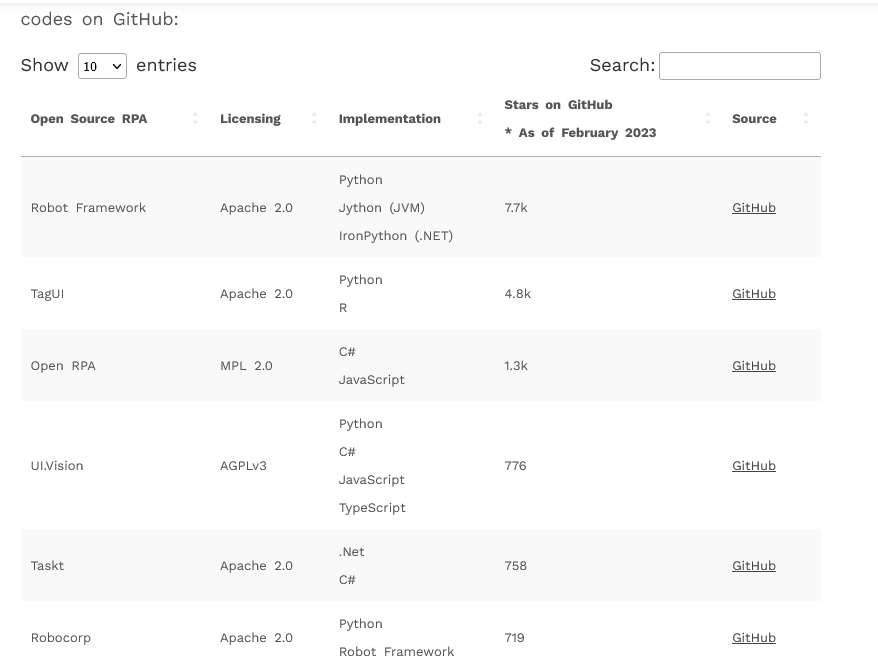 codes on GitHub:
Show 10 entries
Search:
Open Source RPA
Licensing
Implementation
Stars on GitHub
* As of February 2023
Source
Robot Framework
Apache 2.0
Python
Jython (JVM)
IronPython (.NET)
7.7k
GitHub
TagUI
Apache 2.0
Python
R
4.8k
GitHub
Open RPA
MPL 2.0
C#
JavaScript
1.3k
GitHub
UI.Vision
AGPLv3
Python
C#
JavaScript
TypeScript
776
GitHub
Taskt
Apache 2.0
.Net
C#
758
GitHub
Robocorp
Apache 2.0
Python
Robot Framework
719
GitHub